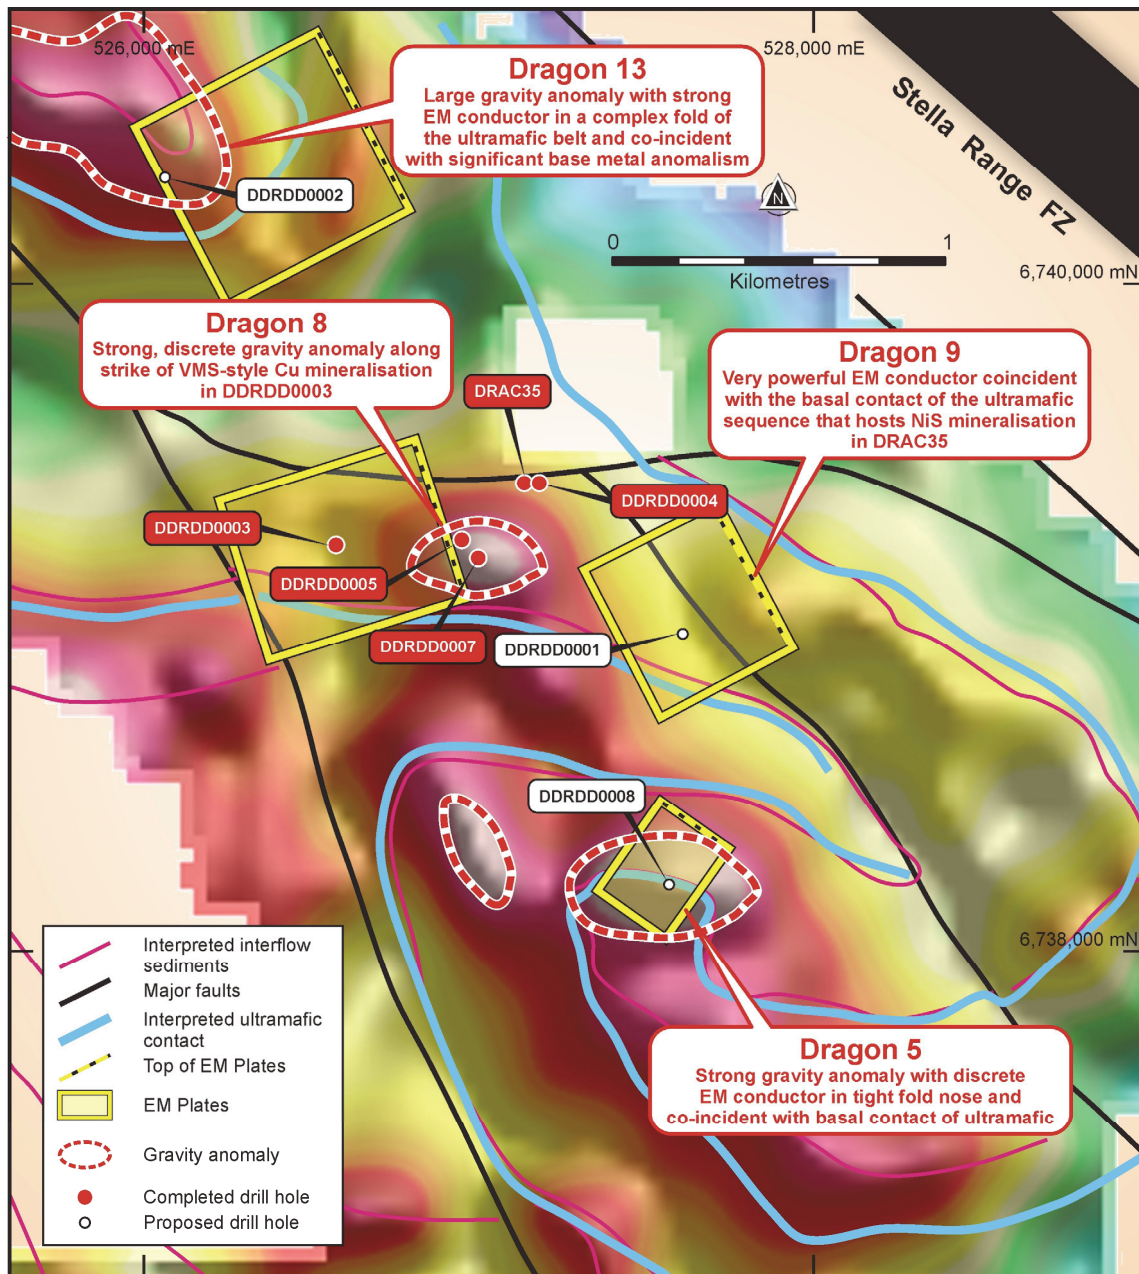 526,000 mE
528,000 mE
Stella Range FZ
Dragon 13
Large gravity anomaly with strong
EM conductor in a complex fold of
the ultramafic belt and co-incident
with significant base metal anomalism
DDRDD0002
N
0
1
Kilometres
6,740,000 mN
Dragon 8
Strong, discrete gravity anomaly along
strike of VMS-style Cu mineralisation
in DDRDD0003
Dragon 9
Very powerful EM conductor coincident
with the basal contact of the ultramafic
sequence that hosts NiS mineralisation
in DRAC35
DRAC35
DDRDD0004
DDRDD0003
DDRDD0005
DDRDD0007
DDRDD0001
DDRDD0008
6,738,000 mN
Dragon 5
Strong gravity anomaly with discrete
EM conductor in tight fold nose and
co-incident with basal contact of ultramafic
Interpreted interflow
sediments
Major faults
Interpreted ultramafic
contact
Top of EM Plates
EM Plates
Gravity anomaly
Completed drill hole
Proposed drill hole